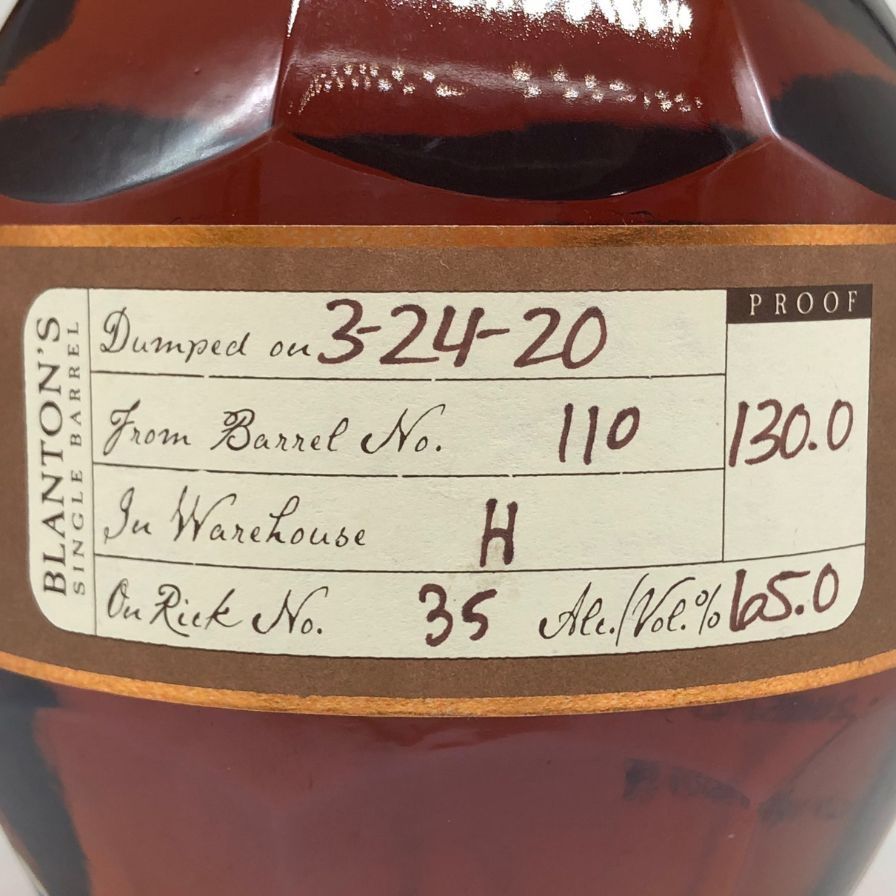 BLANTON'S
SINGLE BARREL
PROOF
Dumped on 3-24-20
From Barrel No. 110
130.0
In Warehouse H
On Rick No. 35 Alc./Vol.% 65.0